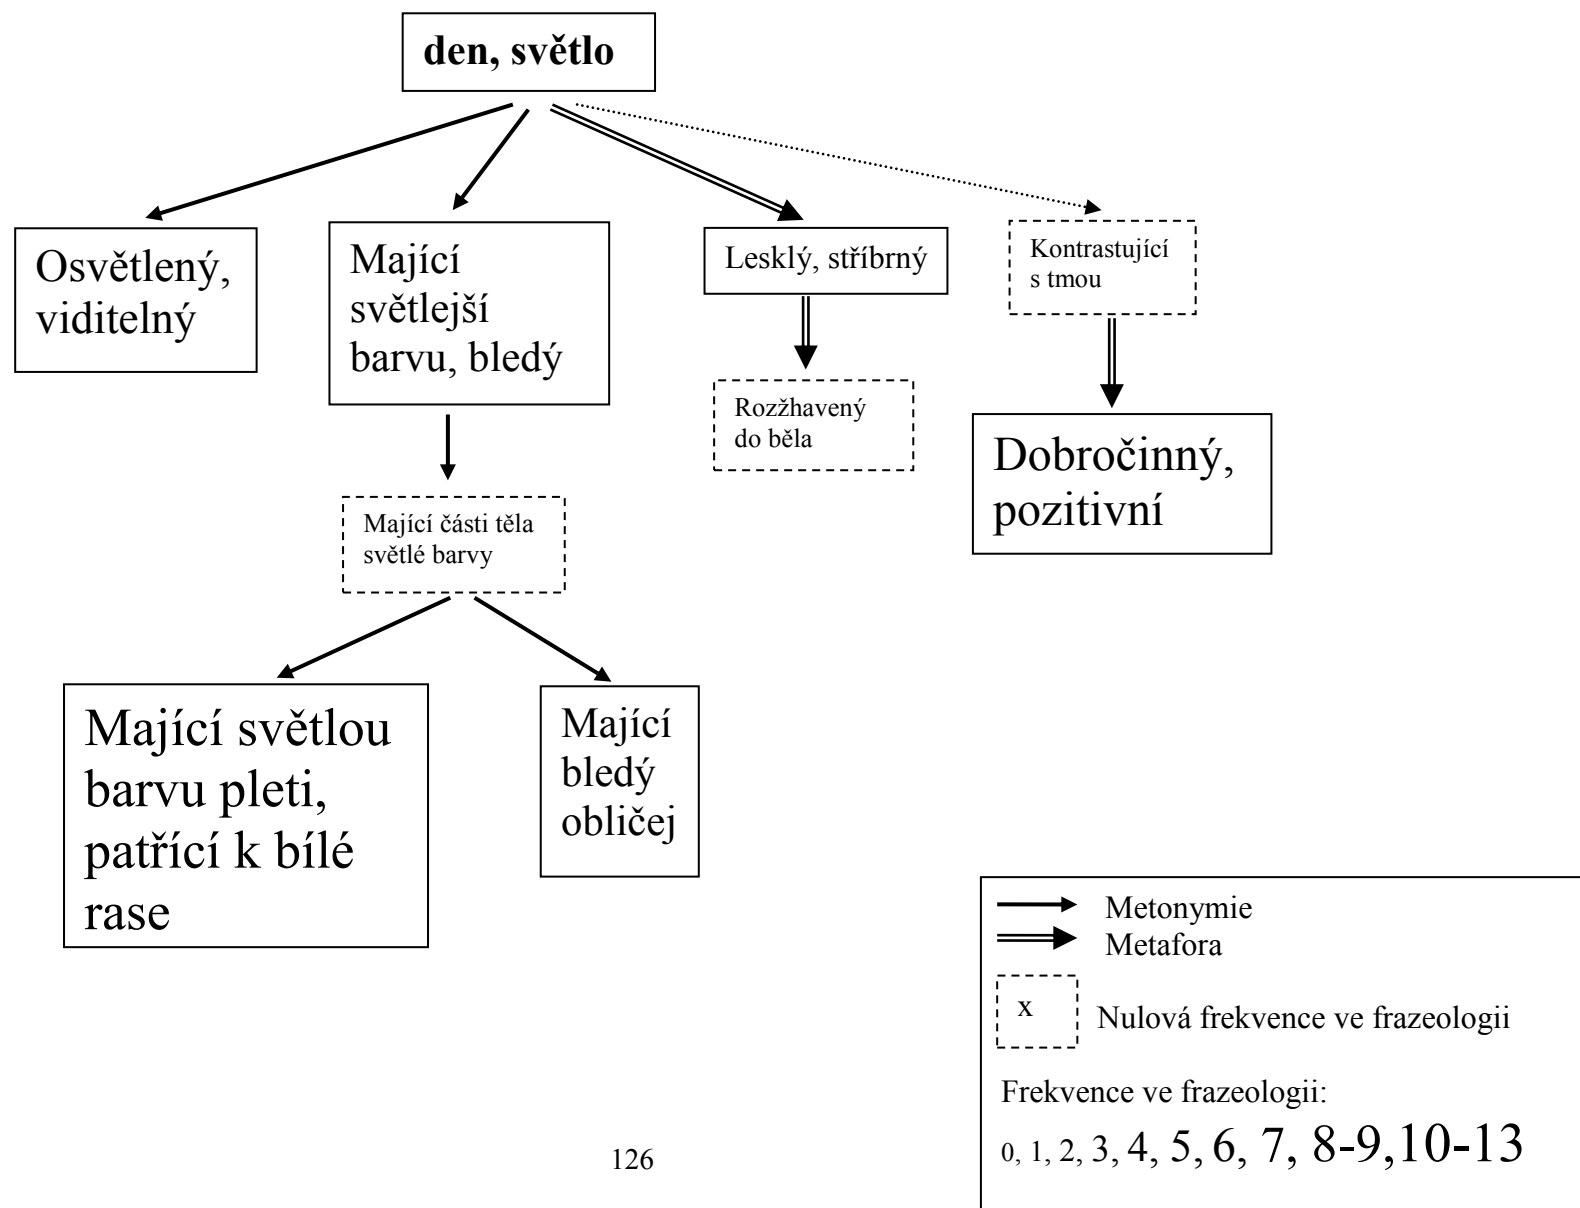 den, světlo
Osvětlený,
viditelný
Mající
světlejší
barvu, bledý
Lesklý, stříbrný
Kontrastující
s tmou
Rozžhavený
do běla
Dobročinný,
pozitivní
Mající části těla
světlé barvy
Mající světlou
barvu pleti,
patřící k bílé
rase
Mající
bledý
obličej
Metonymie
Metafora
x
Nulová frekvence ve frazeologii
Frekvence ve frazeologii:
0, 1, 2, 3, 4, 5, 6, 7, 8-9,10-13
126